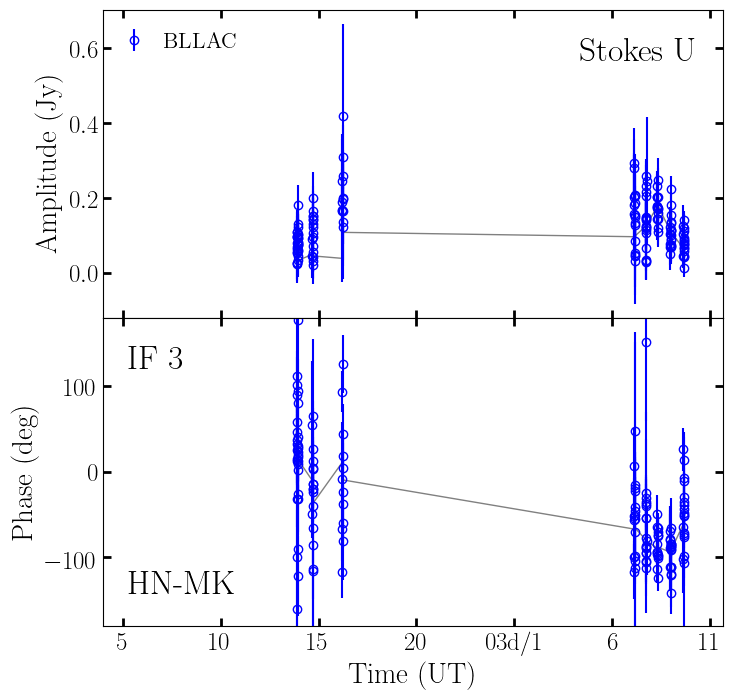 BLLAC
Stokes U
0.6
0.4
0.2
0.0
Amplitude (Jy)
IF 3
100
0
−100
Phase (deg)
HN-MK
5 10 15 20 03d/1 6 11
Time (UT)